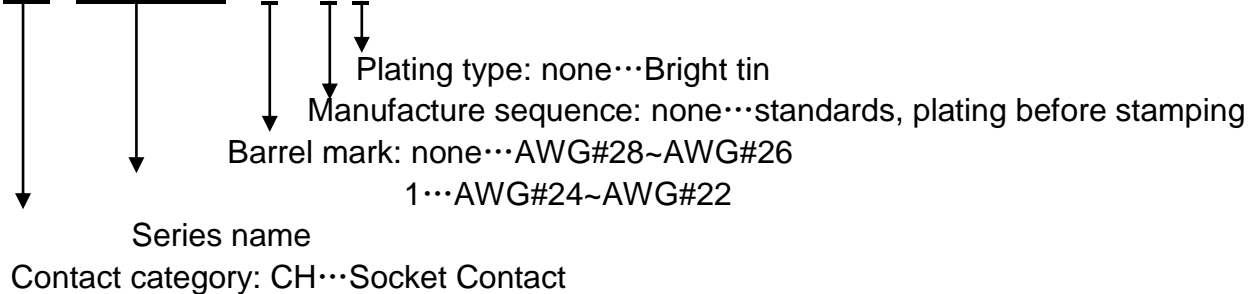 Plating type: none⋯Bright tin
Manufacture sequence: none⋯standards, plating before stamping
Barrel mark: none⋯AWG#28~AWG#26
1⋯AWG#24~AWG#22
Series name
Contact category: CH⋯Socket Contact